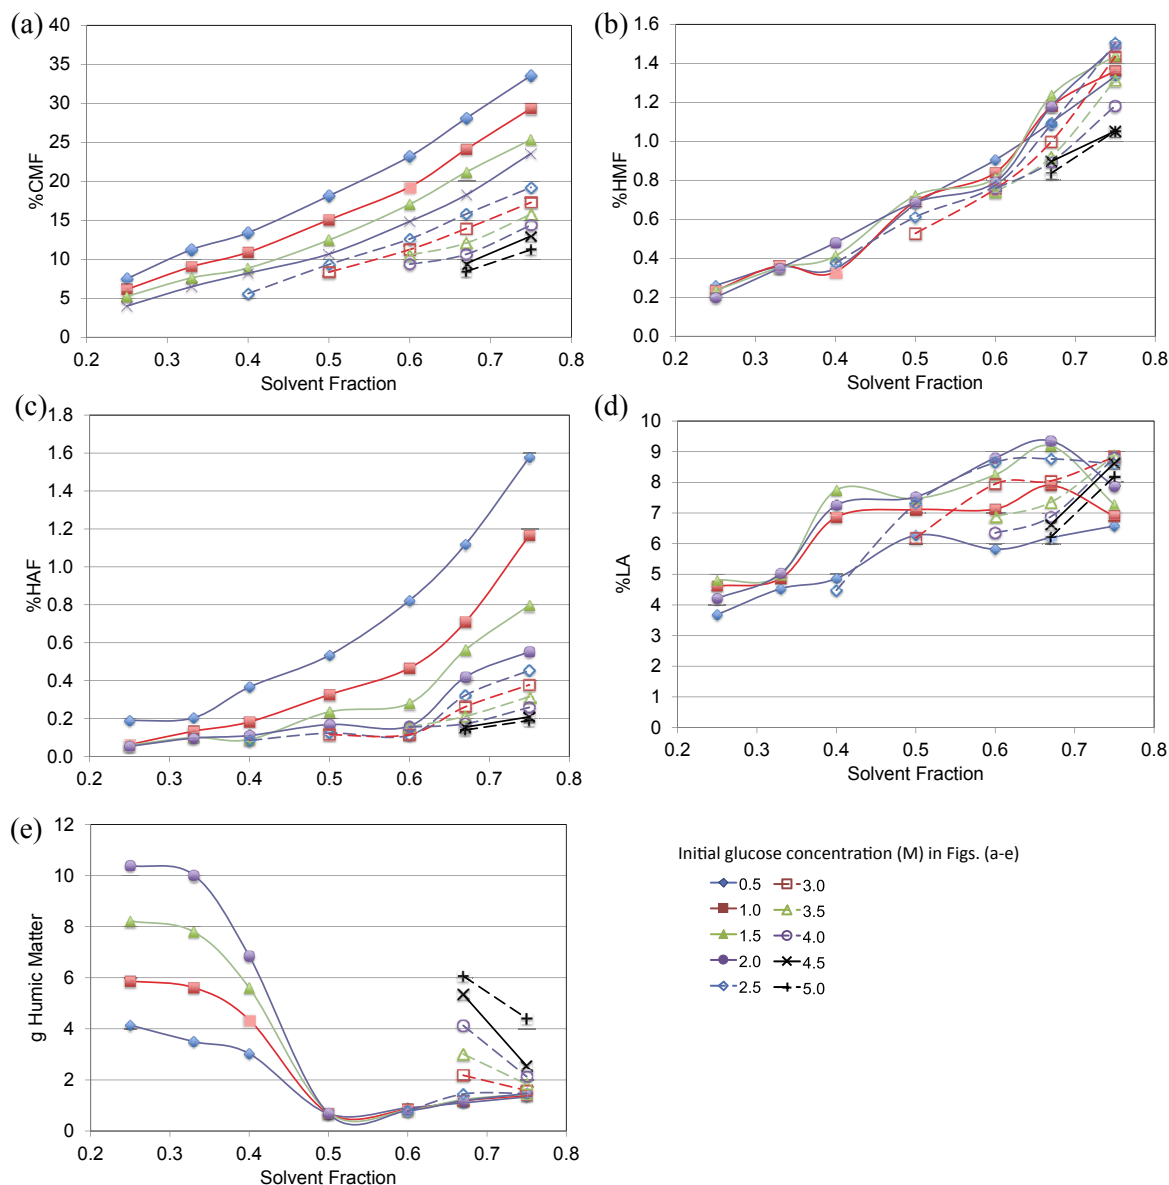 (a)
40
35
30
25
20
15
10
5
0
%CMF
0.2 0.3 0.4 0.5 0.6 0.7 0.8
Solvent Fraction
(b)
1.6
1.4
1.2
1.0
0.8
0.6
0.4
0.2
0.0
%HMF
0.2 0.3 0.4 0.5 0.6 0.7 0.8
Solvent Fraction
(c)
1.8
1.6
1.4
1.2
1.0
0.8
0.6
0.4
0.2
0.0
%HAF
0.2 0.3 0.4 0.5 0.6 0.7 0.8
Solvent Fraction
(d)
10
9
8
7
6
5
4
3
2
1
0
%LA
0.2 0.3 0.4 0.5 0.6 0.7 0.8
Solvent Fraction
(e)
12
10
8
6
4
2
0
g Humic Matter
0.2 0.3 0.4 0.5 0.6 0.7 0.8
Solvent Fraction
Initial glucose concentration (M) in Figs. (a-e)
0.5 3.0
1.0 3.5
1.5 4.0
2.0 4.5
2.5 5.0